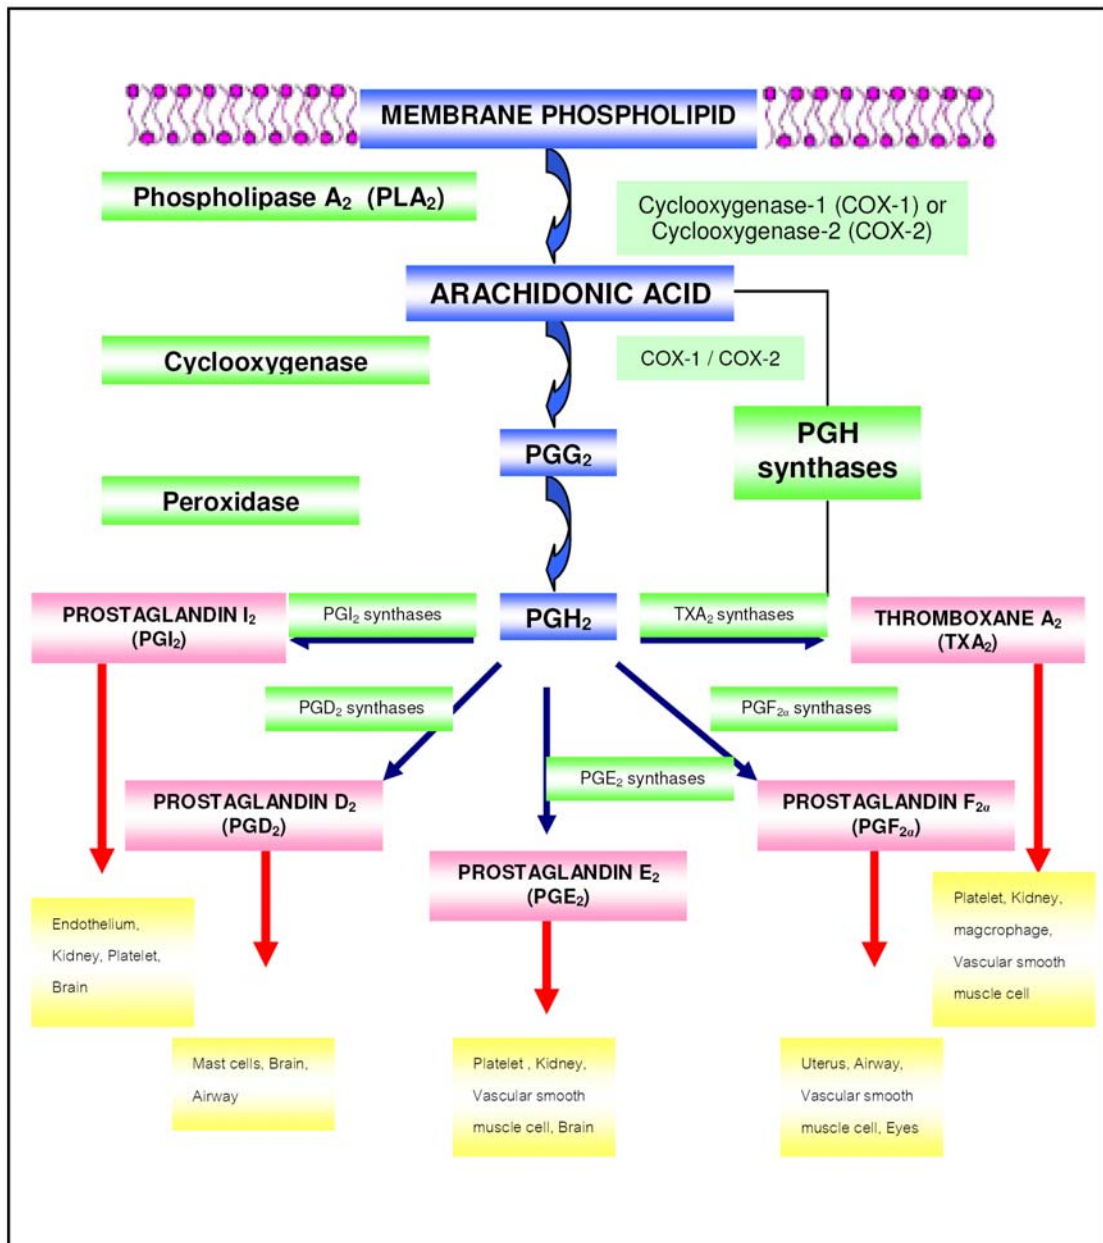 MEMBRANE PHOSPHOLIPID
Phospholipase A₂ (PLA₂)
Cyclooxygenase-1 (COX-1) or
Cyclooxygenase-2 (COX-2)
ARACHIDONIC ACID
Cyclooxygenase
COX-1 / COX-2
PGH
synthases
PGG₂
Peroxidase
PROSTAGLANDIN I₂
(PGI₂)
PGI₂ synthases
PGH₂
TXA₂ synthases
THROMBOXANE A₂
(TXA₂)
PGD₂ synthases
PGF₂α synthases
PGE₂ synthases
PROSTAGLANDIN D₂
(PGD₂)
PROSTAGLANDIN F₂α
(PGF₂α)
PROSTAGLANDIN E₂
(PGE₂)
Endothelium,
Kidney, Platelet,
Brain
Platelet, Kidney,
magcrophage,
Vascular smooth
muscle cell
Mast cells, Brain,
Airway
Platelet , Kidney,
Vascular smooth
muscle cell, Brain
Uterus, Airway,
Vascular smooth
muscle cell, Eyes